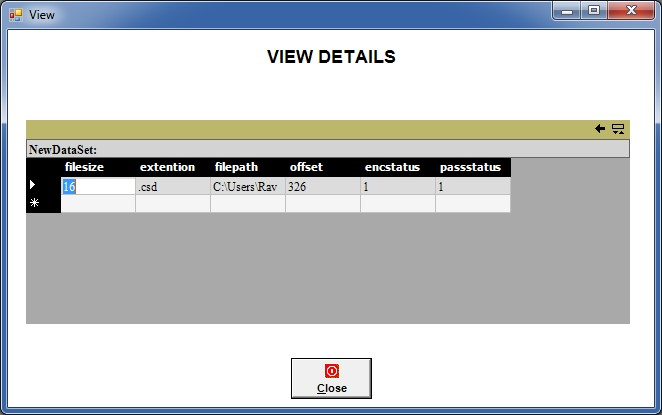 View
VIEW DETAILS
NewDataSet:
filesize extention filepath offset encstatus passstatus
16 .csd C:\Users\Rav 326 1 1
Close